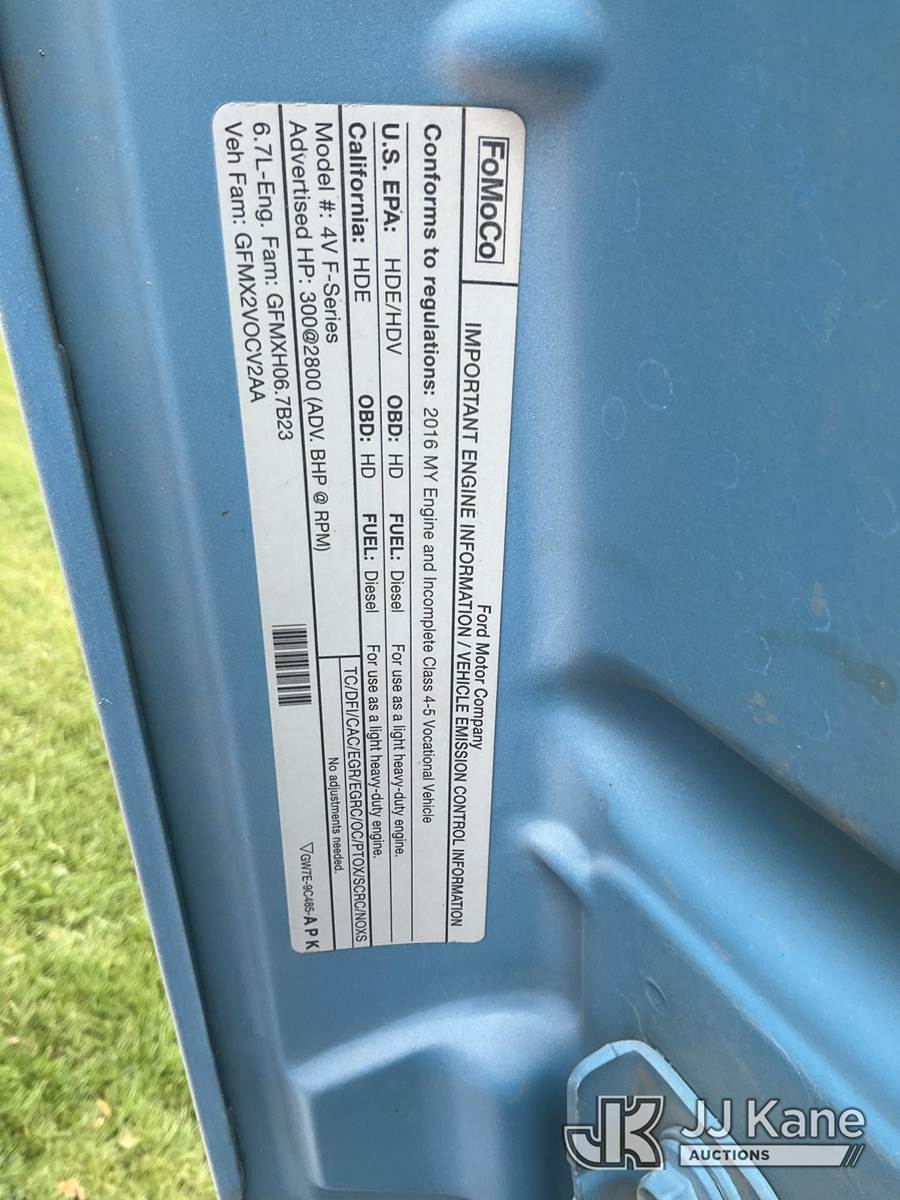 FoMoCo
Ford Motor Company
IMPORTANT ENGINE INFORMATION / VEHICLE EMISSION CONTROL INFORMATION
Conforms to regulations: 2016 MY Engine and Incomplete Class 4-5 Vocational Vehicle
U.S. EPA: HDE/HDV OBD: HD FUEL: Diesel For use as a light heavy-duty engine.
California: HDE OBD: HD FUEL: Diesel For use as a light heavy-duty engine.
TC/DFI/CAC/EGR/EGRC/OC/PTOX/SCRC/NOXS
Model #: 4V F-Series
No adjustments needed.
Advertised HP: 300@2800 (ADV. BHP @ RPM)
6.7L-Eng. Fam: GFMXH06.7B23
Veh Fam: GFMX2VOCV2AA
GW7E-9C485-A P K
JK JJ Kane
AUCTIONS